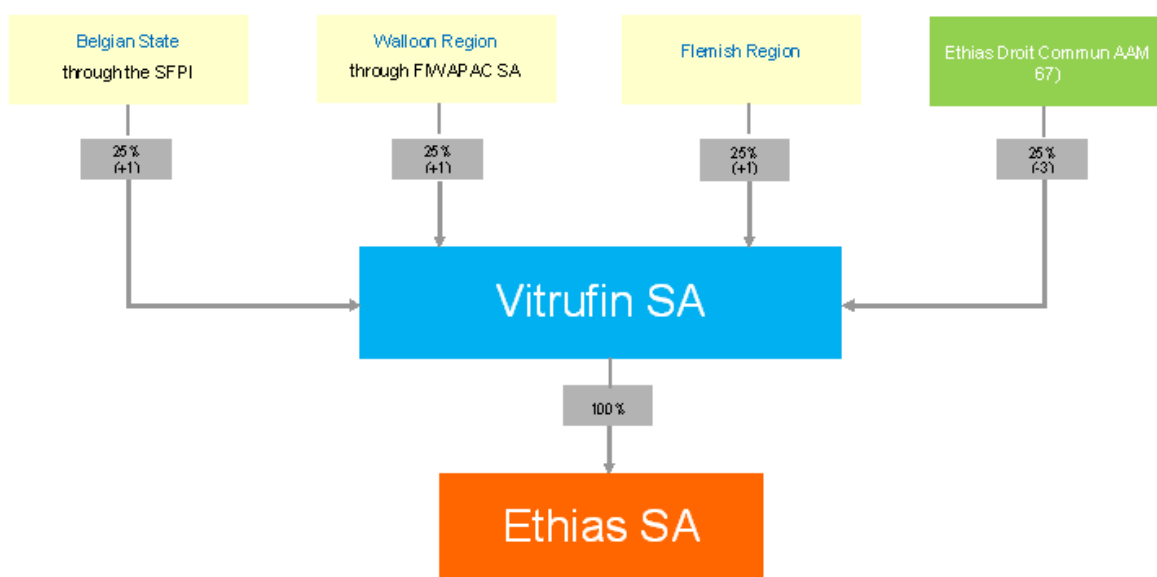 Belgian State
through the SFPI
Walloon Region
through FIWAPAC SA
Flemish Region
Ethias Droit Commun AAM
67)
25%
(+1)
25%
(+1)
25%
(+1)
25%
(-3)
Vitrufin SA
100%
Ethias SA